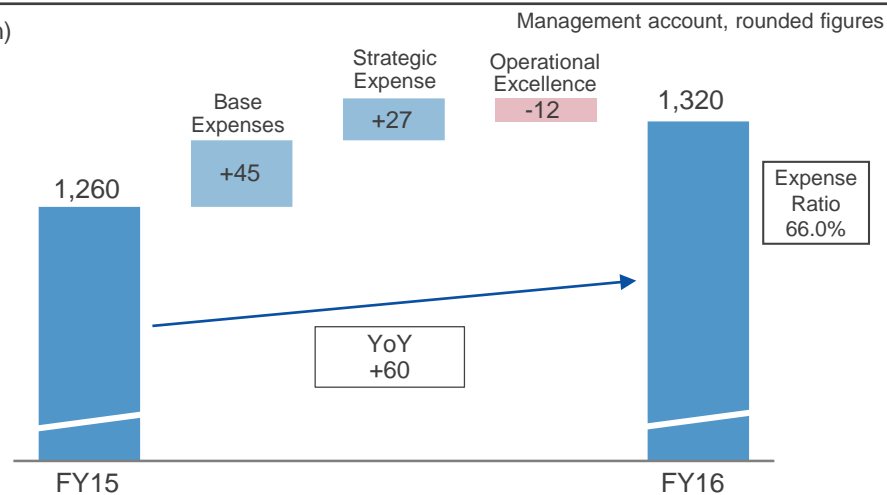 Management account, rounded figures
n)
Strategic
Expense
Operational
Excellence
Base
Expenses
+27
-12
1,320
+45
1,260
Expense
Ratio
66.0%
YoY
+60
FY15
FY16